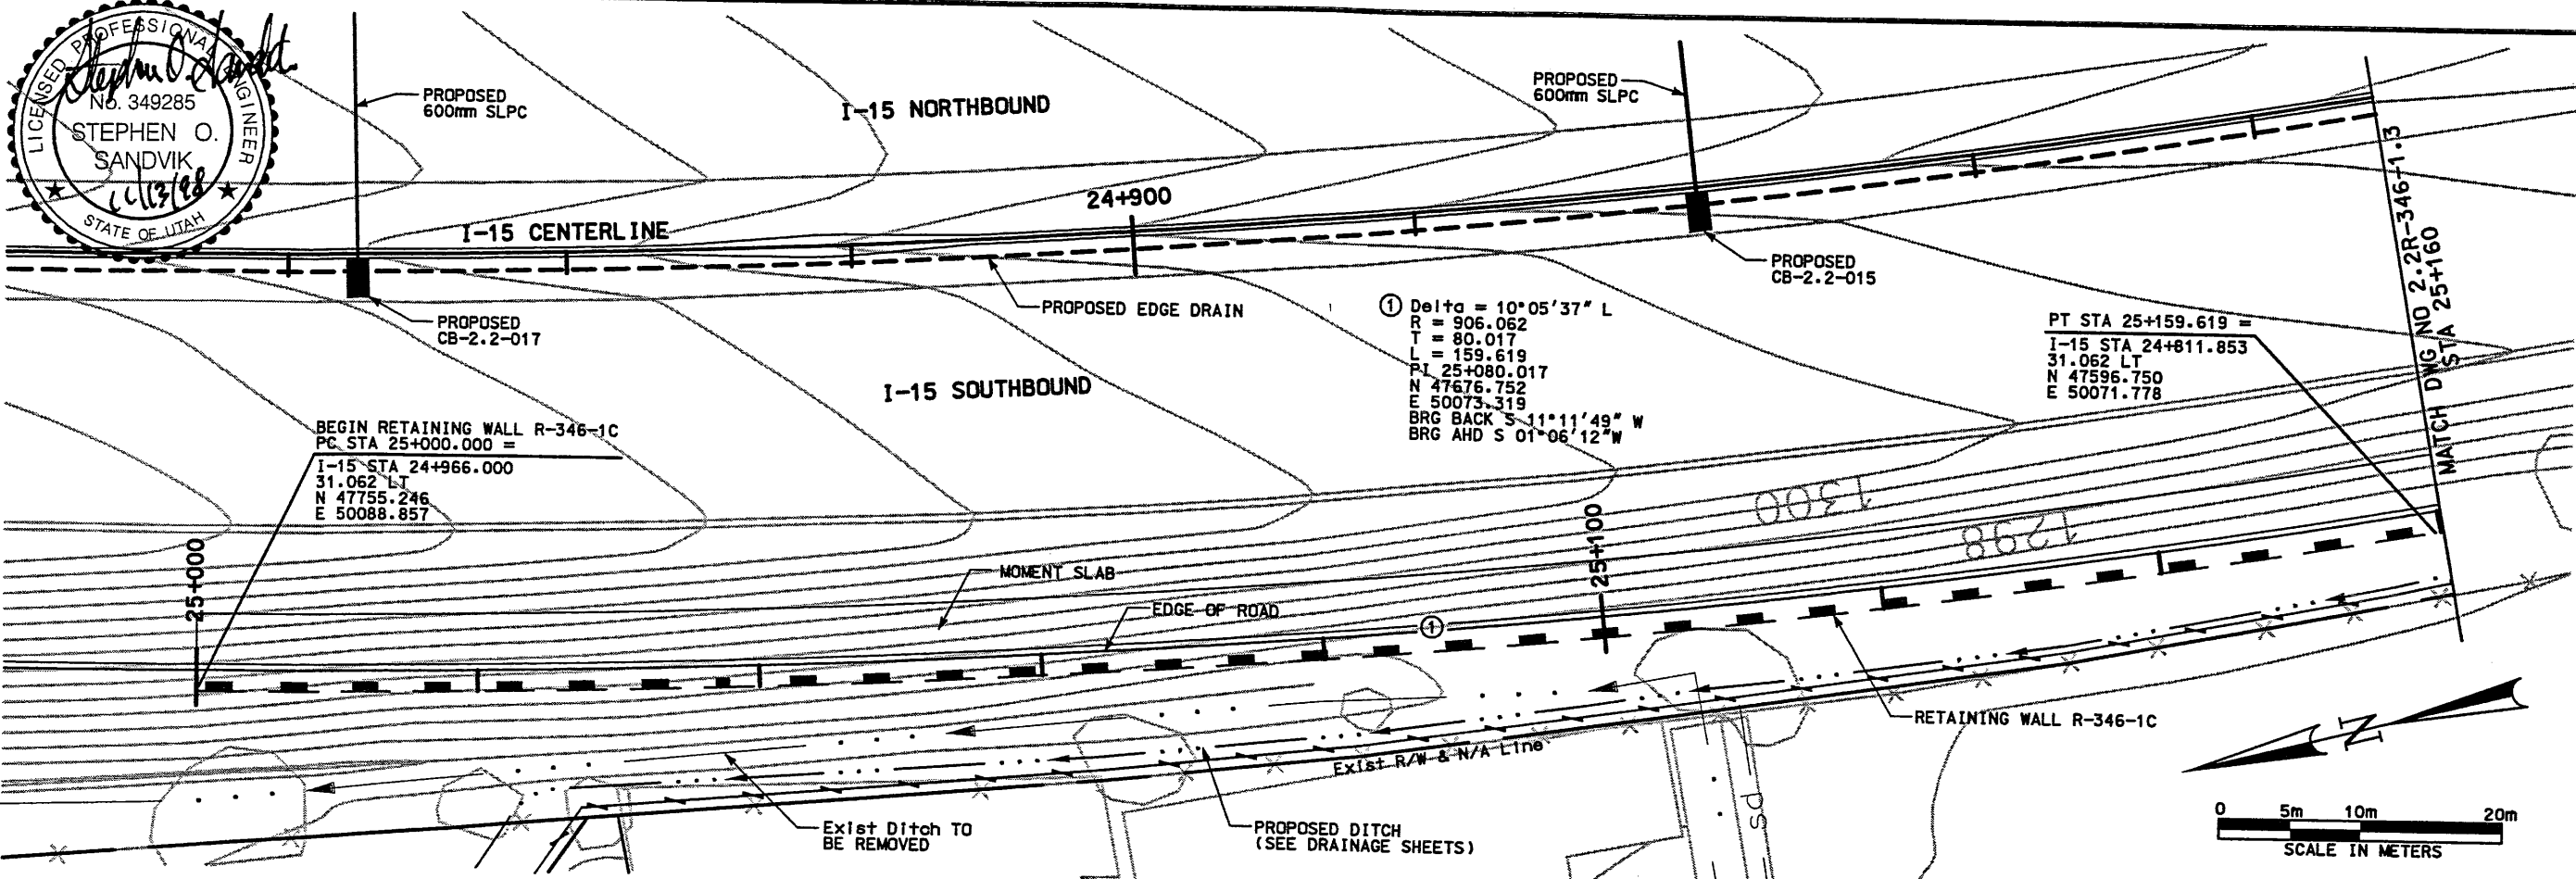 LICENSED PROFESSIONAL ENGINEER
No. 349285
STEPHEN O.
SANDVIK
11/13/98
STATE OF UTAH
PROPOSED
600mm SLPC
I-15 NORTHBOUND
PROPOSED
600mm SLPC
24+900
I-15 CENTERLINE
PROPOSED
CB-2.2-017
PROPOSED EDGE DRAIN
PROPOSED
CB-2.2-015
① Delta = 10°05'37" L
R = 906.062
T = 80.017
L = 159.619
PI 25+080.017
N 47676.752
E 50073.319
BRG BACK S 11°11'49" W
BRG AHD S 01°06'12"W
PT STA 25+159.619 =
I-15 STA 24+811.853
31.062 LT
N 47596.750
E 50071.778
MATCH DWG NO 2.2R-346-1.3
STA 25+160
I-15 SOUTHBOUND
BEGIN RETAINING WALL R-346-1C
PC STA 25+000.000 =
I-15 STA 24+966.000
31.062 LT
N 47755.246
E 50088.857
25+000
25+100
1300
1298
MOMENT SLAB
EDGE OF ROAD
①
RETAINING WALL R-346-1C
Exist R/W & N/A Line
Exist Ditch TO
BE REMOVED
PROPOSED DITCH
(SEE DRAINAGE SHEETS)
sd
N
0 5m 10m 20m
SCALE IN METERS